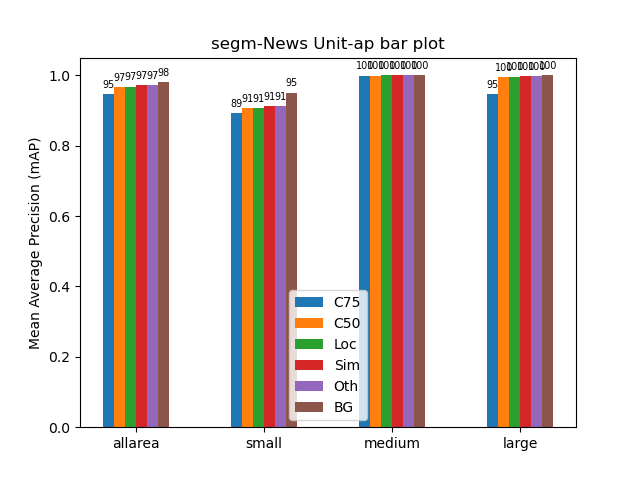 segm-News Unit-ap bar plot
Mean Average Precision (mAP)
1.0
0.8
0.6
0.4
0.2
0.0
95 97 97 97 97 98
89 91 91 91 91 95
100 100 100 100 100 100
95 100 100 100 100 100
allarea small medium large
C75
C50
Loc
Sim
Oth
BG